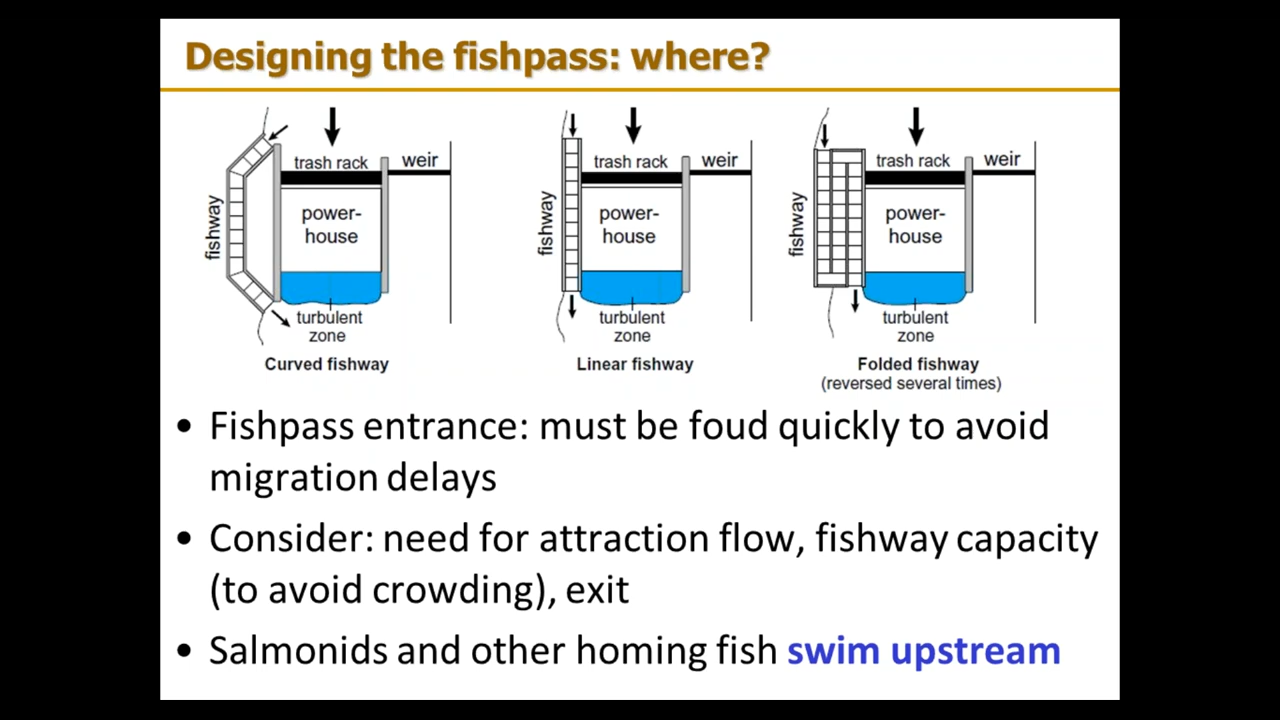 Designing the fishpass: where?
fishway
trash rack
weir
power-
house
turbulent
zone
Curved fishway
fishway
trash rack
weir
power-
house
turbulent
zone
Linear fishway
fishway
trash rack
weir
power-
house
turbulent
zone
Folded fishway
(reversed several times)
• Fishpass entrance: must be foud quickly to avoid
migration delays
• Consider: need for attraction flow, fishway capacity
(to avoid crowding), exit
• Salmonids and other homing fish swim upstream